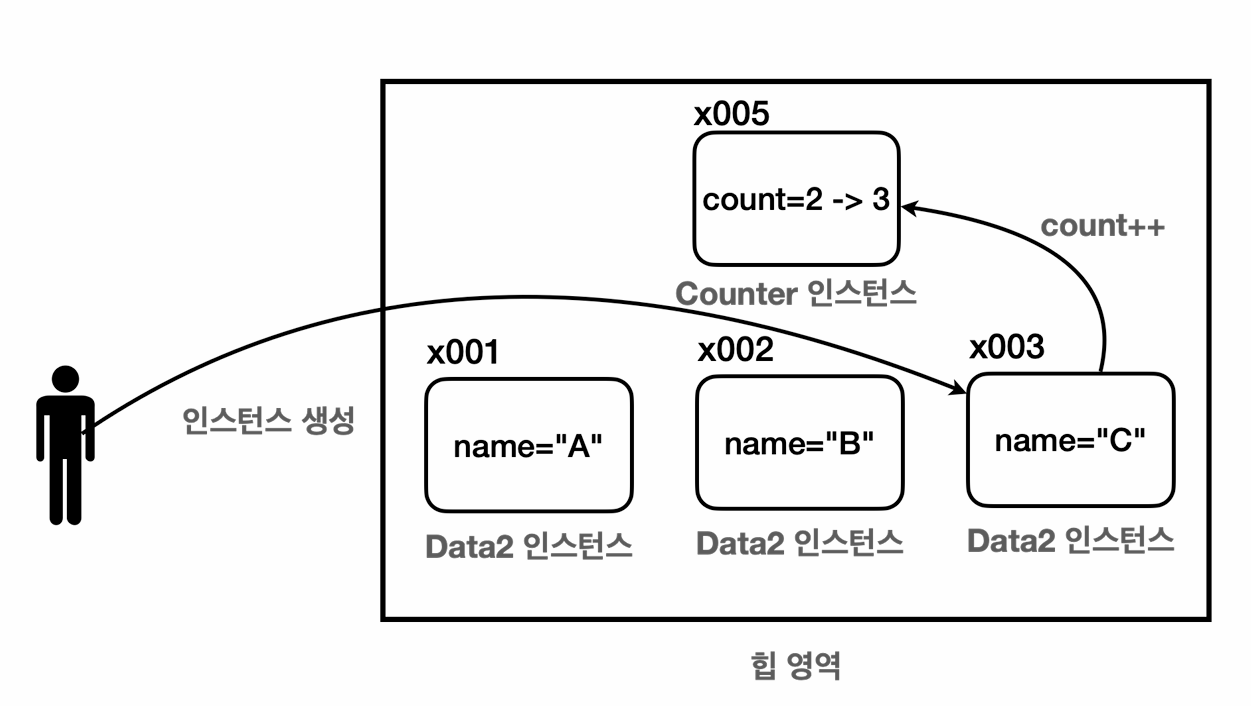 x005
count=2 -> 3
count++
Counter 인스턴스
x001
x002
x003
인스턴스 생성
name="A"
name="B"
name="C"
Data2 인스턴스
Data2 인스턴스
Data2 인스턴스
힙 영역